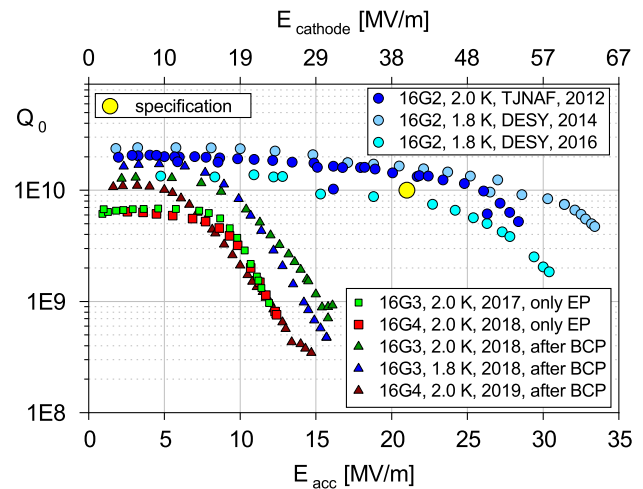 E cathode [MV/m]
0 10 19 29 38 48 57 67
Q0
specification
16G2, 2.0 K, TJNAF, 2012
16G2, 1.8 K, DESY, 2014
16G2, 1.8 K, DESY, 2016
1E10
1E9
16G3, 2.0 K, 2017, only EP
16G4, 2.0 K, 2018, only EP
16G3, 2.0 K, 2018, after BCP
16G3, 1.8 K, 2018, after BCP
16G4, 2.0 K, 2019, after BCP
1E8
0 5 10 15 20 25 30 35
E acc [MV/m]